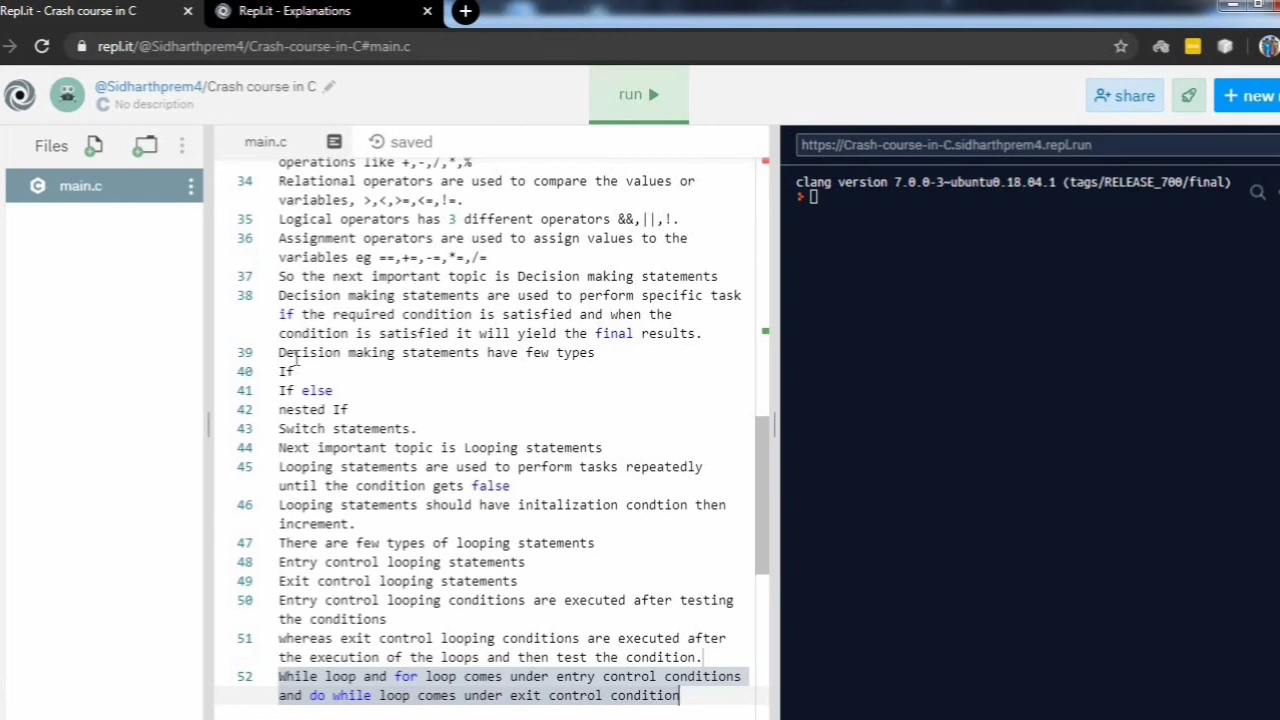 Repl.it - Crash course in C
Repl.it - Explanations
repl.it/@Sidharthprem4/Crash-course-in-C#main.c
@Sidharthprem4/Crash course in C
No description
run
share
+ new
Files
main.c
main.c
saved
operations like +,-,/,*,%
34 Relational operators are used to compare the values or
variables, >,<,>=,<=,!=.
35 Logical operators has 3 different operators &&,||,!.
36 Assignment operators are used to assign values to the
variables eg ==,+=,-=,*=,/=
37 So the next important topic is Decision making statements
38 Decision making statements are used to perform specific task
if the required condition is satisfied and when the
condition is satisfied it will yield the final results.
39 Decision making statements have few types
40 If
41 If else
42 nested If
43 Switch statements.
44 Next important topic is Looping statements
45 Looping statements are used to perform tasks repeatedly
until the condition gets false
46 Looping statements should have initalization condtion then
increment.
47 There are few types of looping statements
48 Entry control looping statements
49 Exit control looping statements
50 Entry control looping conditions are executed after testing
the conditions
51 whereas exit control looping conditions are executed after
the execution of the loops and then test the condition.
52 While loop and for loop comes under entry control conditions
and do while loop comes under exit control condition
https://Crash-course-in-C.sidharthprem4.repl.run
clang version 7.0.0-3~ubuntu0.18.04.1 (tags/RELEASE_700/final)